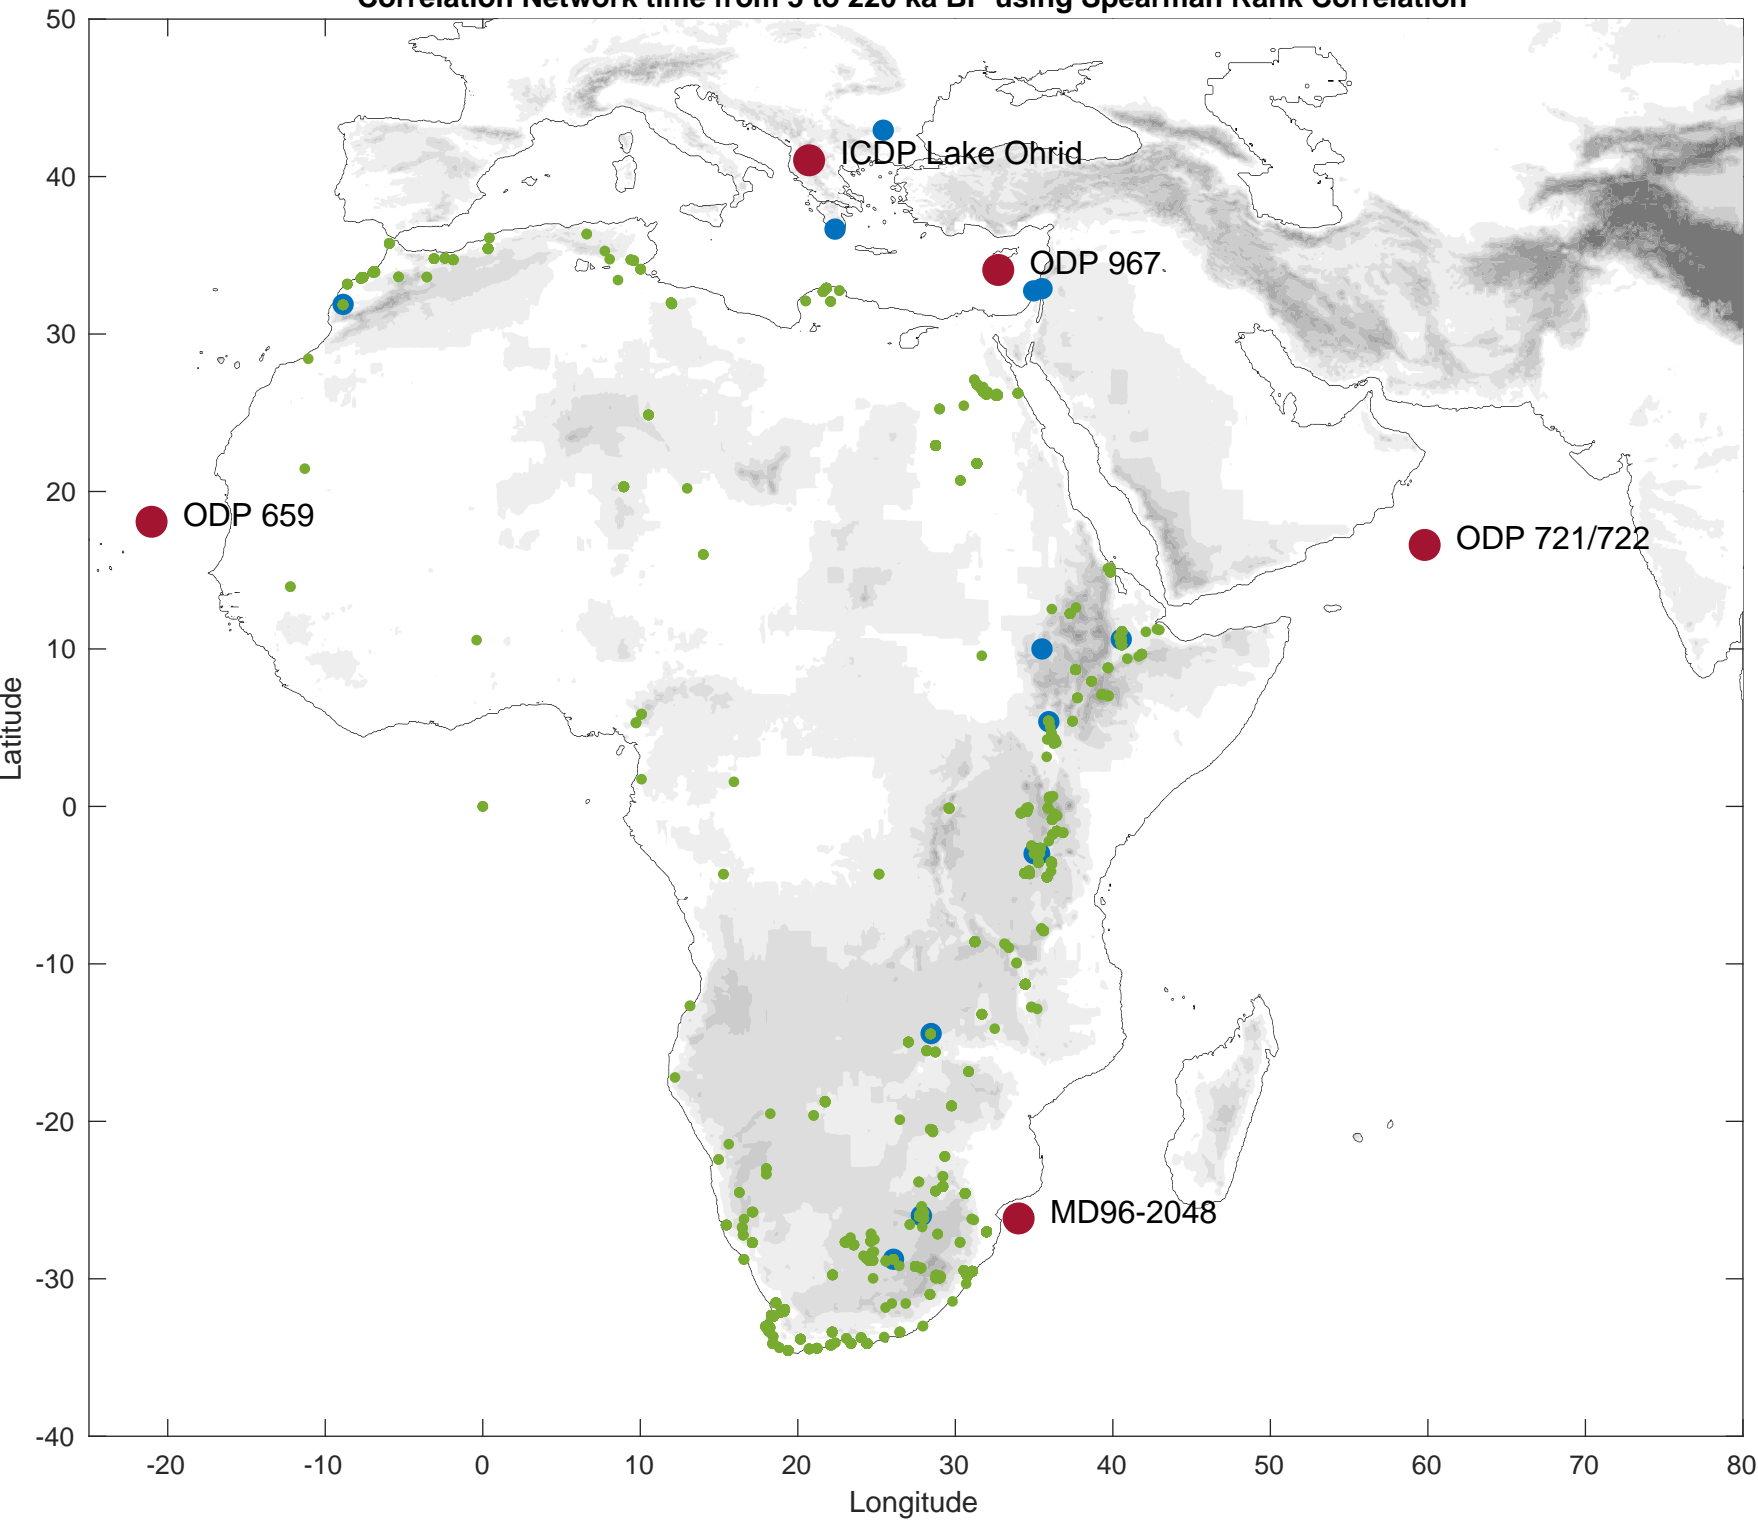 Correlation Network time from 5 to 220 ka BP using Spearman Rank Correlation
50
40
30
20
10
0
-10
-20
-30
-40
Latitude
ICDP Lake Ohrid
ODP 967
ODP 659
ODP 721/722
MD96-2048
-20
-10
0
10
20
30
40
50
60
70
80
Longitude